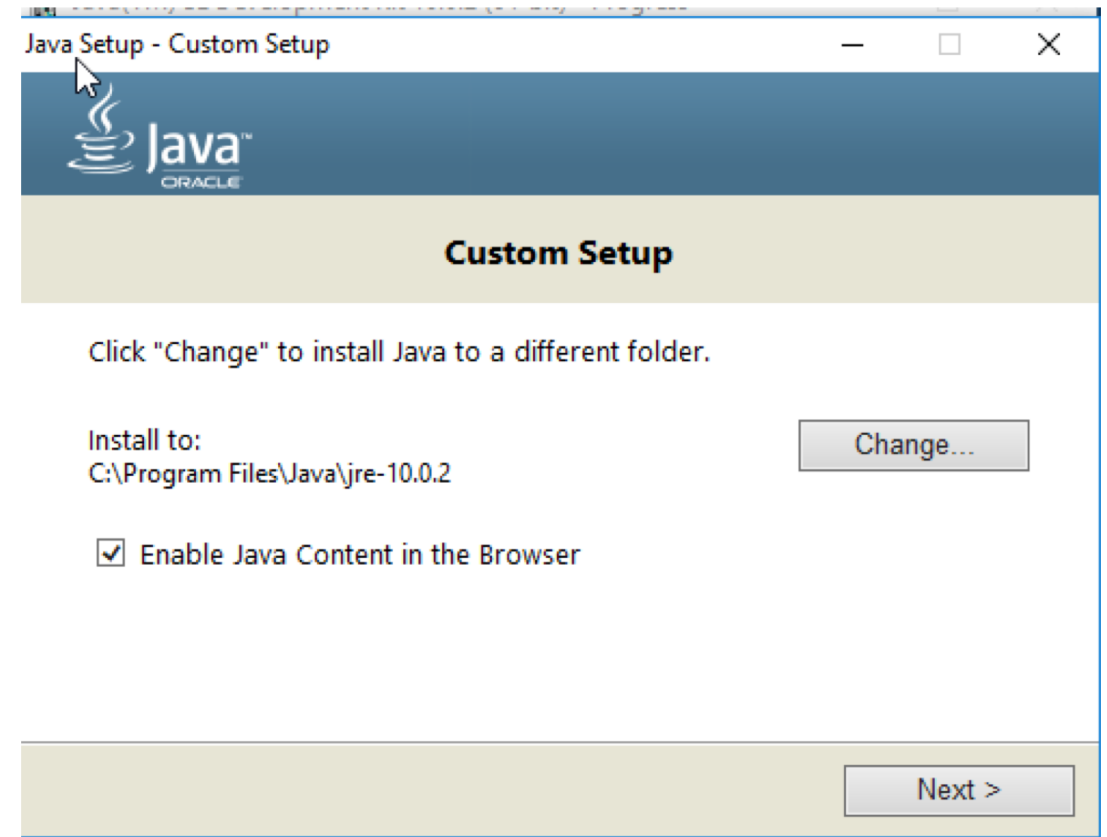 Java Setup - Custom Setup
Java™
ORACLE
Custom Setup
Click "Change" to install Java to a different folder.
Install to:
Change...
C:\Program Files\Java\jre-10.0.2
Enable Java Content in the Browser
Next >